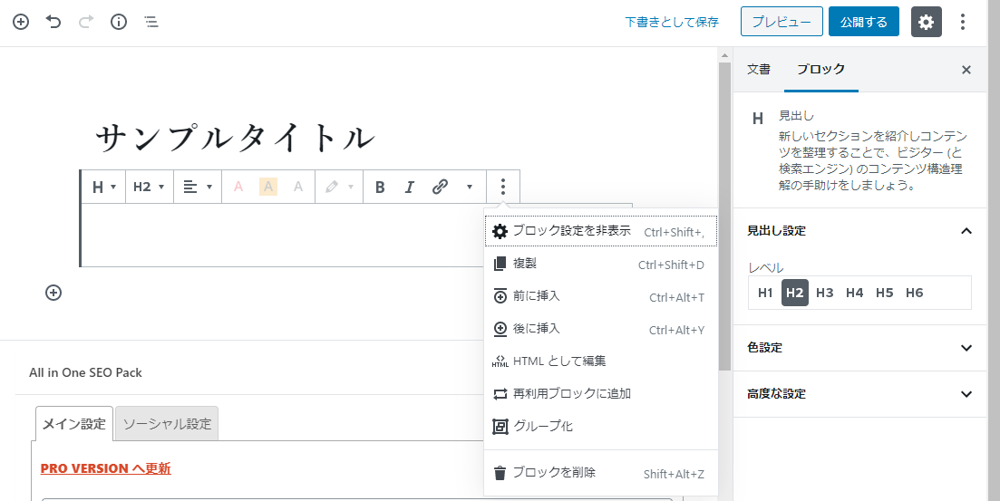 下書きとして保存 プレビュー 公開する
文書 ブロック ×
サンプルタイトル
H H2 A A A B I
ブロック設定を非表示 Ctrl+Shift+,
複製 Ctrl+Shift+D
前に挿入 Ctrl+Alt+T
後に挿入 Ctrl+Alt+Y
HTML HTML として編集
再利用ブロックに追加
グループ化
ブロックを削除 Shift+Alt+Z
All in One SEO Pack
メイン設定 ソーシャル設定
PRO VERSION へ更新
H 見出し
新しいセクションを紹介しコンテン
ツを整理することで、ビジター (と
検索エンジン) のコンテンツ構造理
解の手助けをしましょう。
見出し設定
レベル
H1 H2 H3 H4 H5 H6
色設定
高度な設定